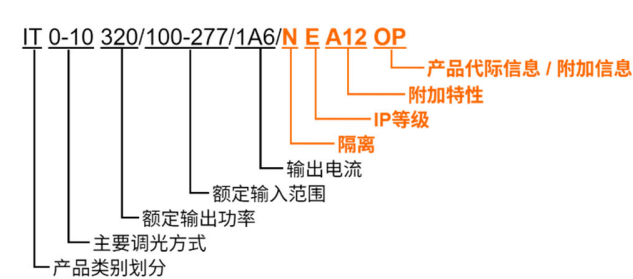 IT 0-10 320/100-277/1A6/N E A12 OP
产品代际信息 / 附加信息
附加特性
IP等级
隔离
输出电流
额定输入范围
额定输出功率
主要调光方式
产品类别划分